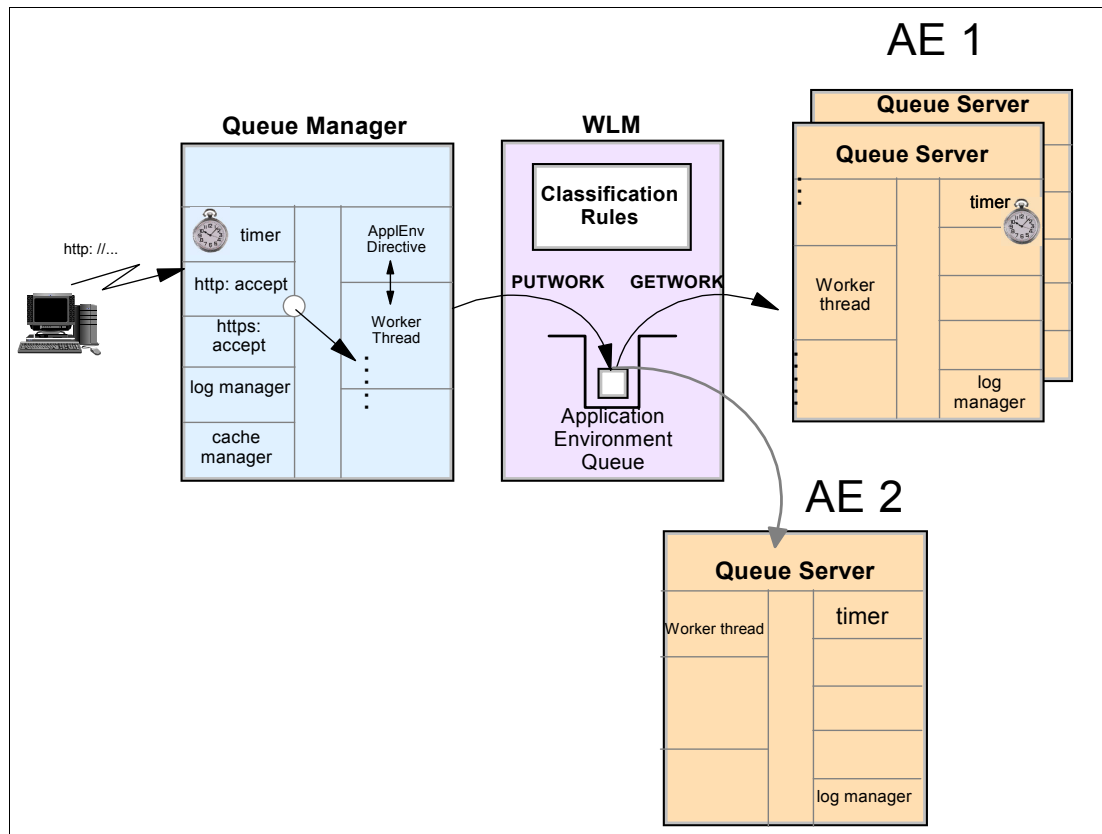 AE 1
Queue Manager
WLM
Queue Server
Queue Server
Classification
Rules
timer
ApplEnv
Directive
timer
http: //...
http: accept
PUTWORK
GETWORK
Worker
thread
https:
accept
Worker
Thread
log manager
log
manager
cache
manager
Application
Environment
Queue
AE 2
Queue Server
Worker thread
timer
log manager